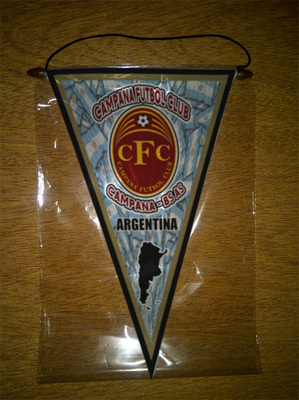 CAMPANA FUTBOL CLUB
CFC
CAMPANA FUTBOL CLUB
CAMPANA - BS AS
ARGENTINA